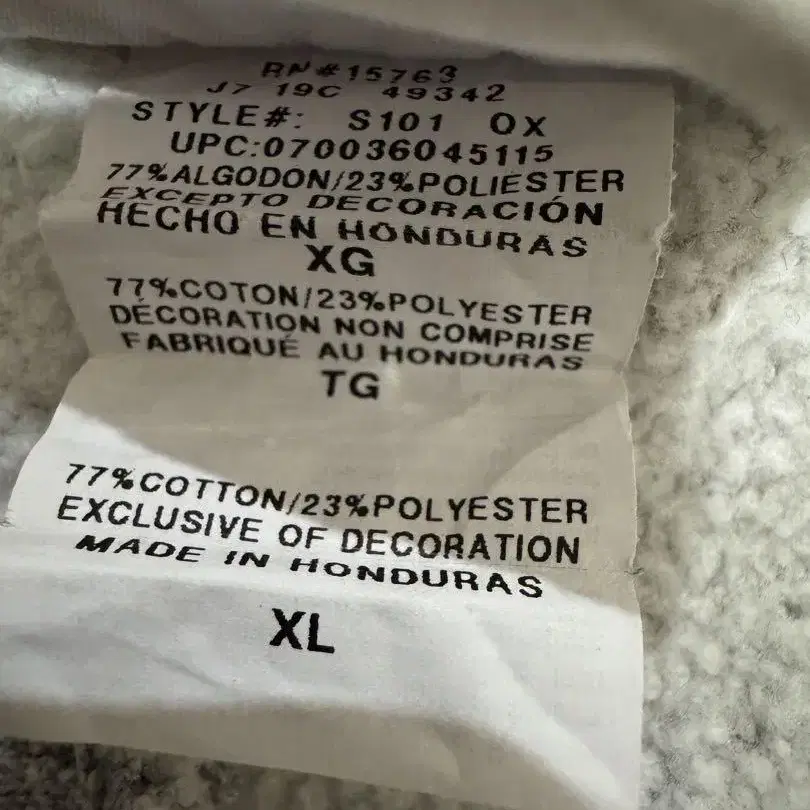 RN#15763
J7 19C 49342
STYLE#: S101 OX
UPC:070036045115
77%ALGODON/23%POLIESTER
EXCEPTO DECORACIÓN
HECHO EN HONDURAS
XG
77%COTON/23%POLYESTER
DÉCORATION NON COMPRISE
FABRIQUÉ AU HONDURAS
TG
77%COTTON/23%POLYESTER
EXCLUSIVE OF DECORATION
MADE IN HONDURAS
XL